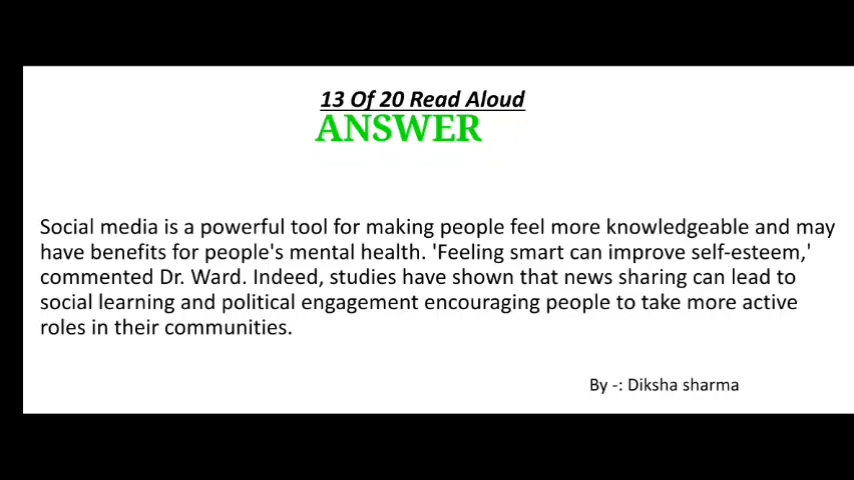 13 Of 20 Read Aloud
ANSWER
Social media is a powerful tool for making people feel more knowledgeable and may
have benefits for people's mental health. 'Feeling smart can improve self-esteem,'
commented Dr. Ward. Indeed, studies have shown that news sharing can lead to
social learning and political engagement encouraging people to take more active
roles in their communities.
By -: Diksha sharma